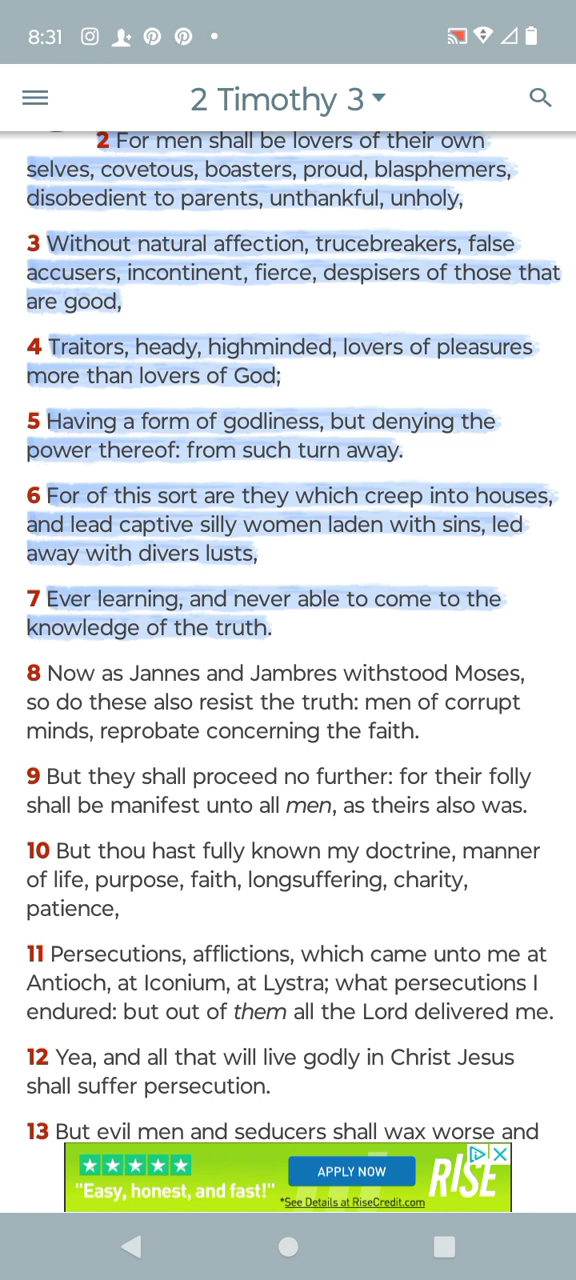 8:31
2 Timothy 3
2 For men shall be lovers of their own
selves, covetous, boasters, proud, blasphemers,
disobedient to parents, unthankful, unholy,
3 Without natural affection, trucebreakers, false
accusers, incontinent, fierce, despisers of those that
are good,
4 Traitors, heady, highminded, lovers of pleasures
more than lovers of God;
5 Having a form of godliness, but denying the
power thereof: from such turn away.
6 For of this sort are they which creep into houses,
and lead captive silly women laden with sins, led
away with divers lusts,
7 Ever learning, and never able to come to the
knowledge of the truth.
8 Now as Jannes and Jambres withstood Moses,
so do these also resist the truth: men of corrupt
minds, reprobate concerning the faith.
9 But they shall proceed no further: for their folly
shall be manifest unto all men, as theirs also was.
10 But thou hast fully known my doctrine, manner
of life, purpose, faith, longsuffering, charity,
patience,
11 Persecutions, afflictions, which came unto me at
Antioch, at Iconium, at Lystra; what persecutions I
endured: but out of them all the Lord delivered me.
12 Yea, and all that will live godly in Christ Jesus
shall suffer persecution.
13 But evil men and seducers shall wax worse and
"Easy, honest, and fast!"
APPLY NOW
*See Details at RiseCredit.com
RISE